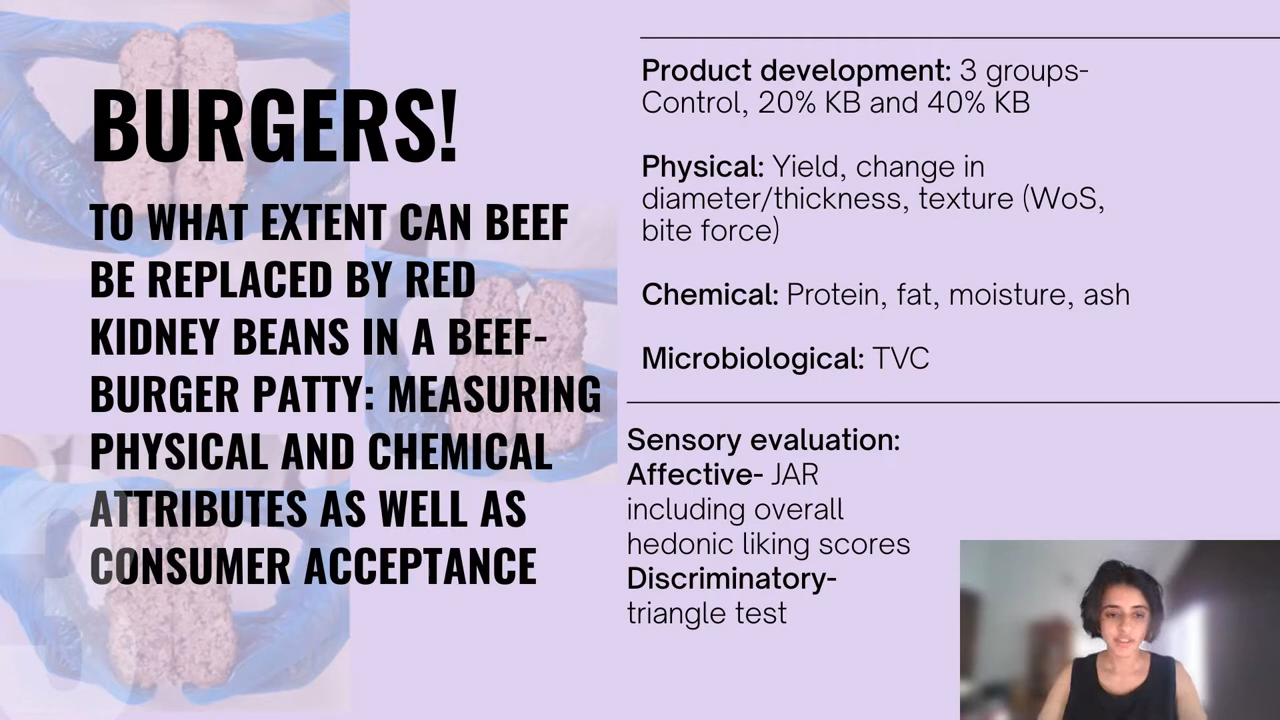 BURGERS!
TO WHAT EXTENT CAN BEEF
BE REPLACED BY RED
KIDNEY BEANS IN A BEEF-
BURGER PATTY: MEASURING
PHYSICAL AND CHEMICAL
ATTRIBUTES AS WELL AS
CONSUMER ACCEPTANCE
Product development: 3 groups-
Control, 20% KB and 40% KB
Physical: Yield, change in
diameter/thickness, texture (WoS,
bite force)
Chemical: Protein, fat, moisture, ash
Microbiological: TVC
Sensory evaluation:
Affective- JAR
including overall
hedonic liking scores
Discriminatory-
triangle test